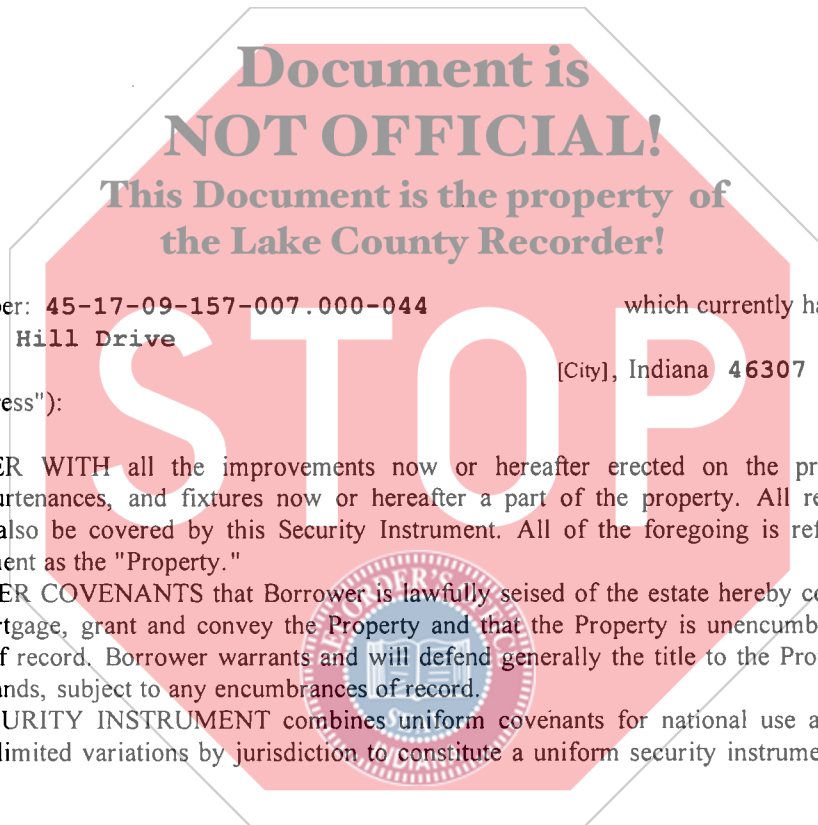 Document is
NOT OFFICIAL!
This Document is the property of
the Lake County Recorder!
er: 45-17-09-157-007.000-044 which currently ha
Hill Drive
[City], Indiana 46307
ess"):
ER WITH all the improvements now or hereafter erected on the pr
urtenances, and fixtures now or hereafter a part of the property. All re
also be covered by this Security Instrument. All of the foregoing is ref
ent as the "Property."
ER COVENANTS that Borrower is lawfully seised of the estate hereby co
rtgage, grant and convey the Property and that the Property is unencumb
f record. Borrower warrants and will defend generally the title to the Pro
ands, subject to any encumbrances of record.
URITY INSTRUMENT combines uniform covenants for national use a
limited variations by jurisdiction to constitute a uniform security instrume
STOP
RECORDER'S OFFICE
INDIANA